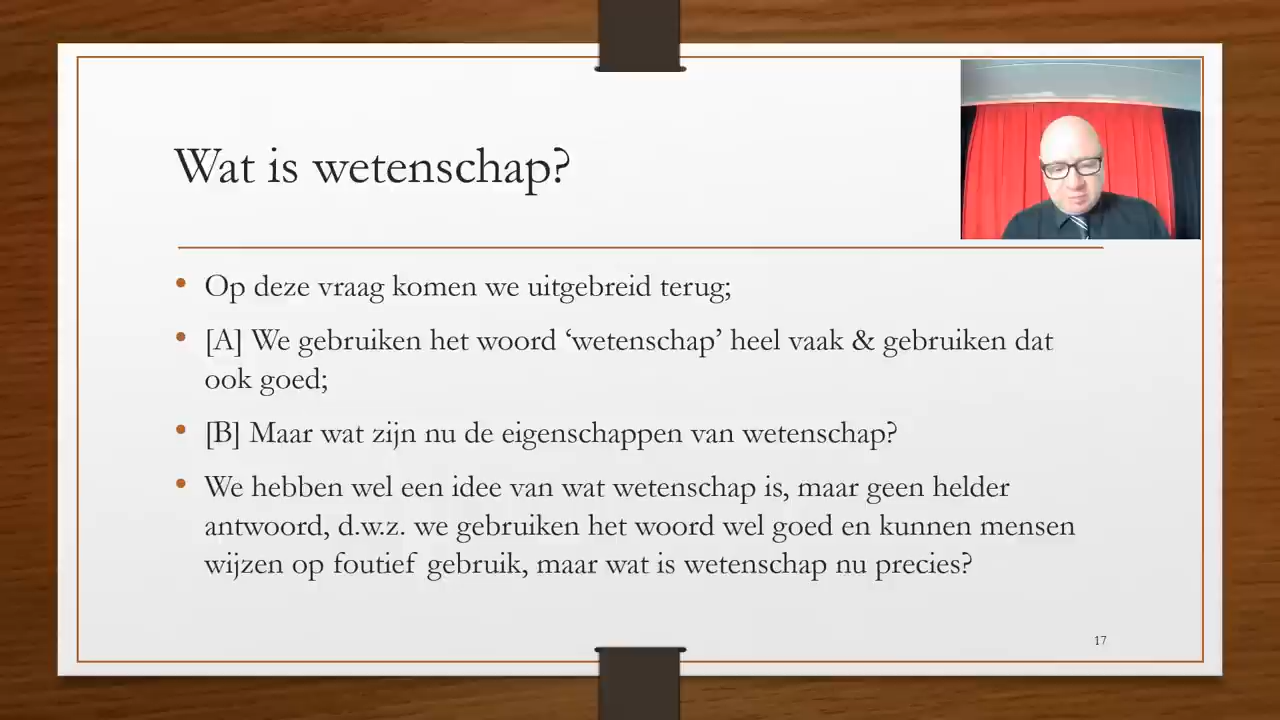 Wat is wetenschap?
• Op deze vraag komen we uitgebreid terug;
• [A] We gebruiken het woord ‘wetenschap’ heel vaak & gebruiken dat
ook goed;
• [B] Maar wat zijn nu de eigenschappen van wetenschap?
• We hebben wel een idee van wat wetenschap is, maar geen helder
antwoord, d.w.z. we gebruiken het woord wel goed en kunnen mensen
wijzen op foutief gebruik, maar wat is wetenschap nu precies?
17